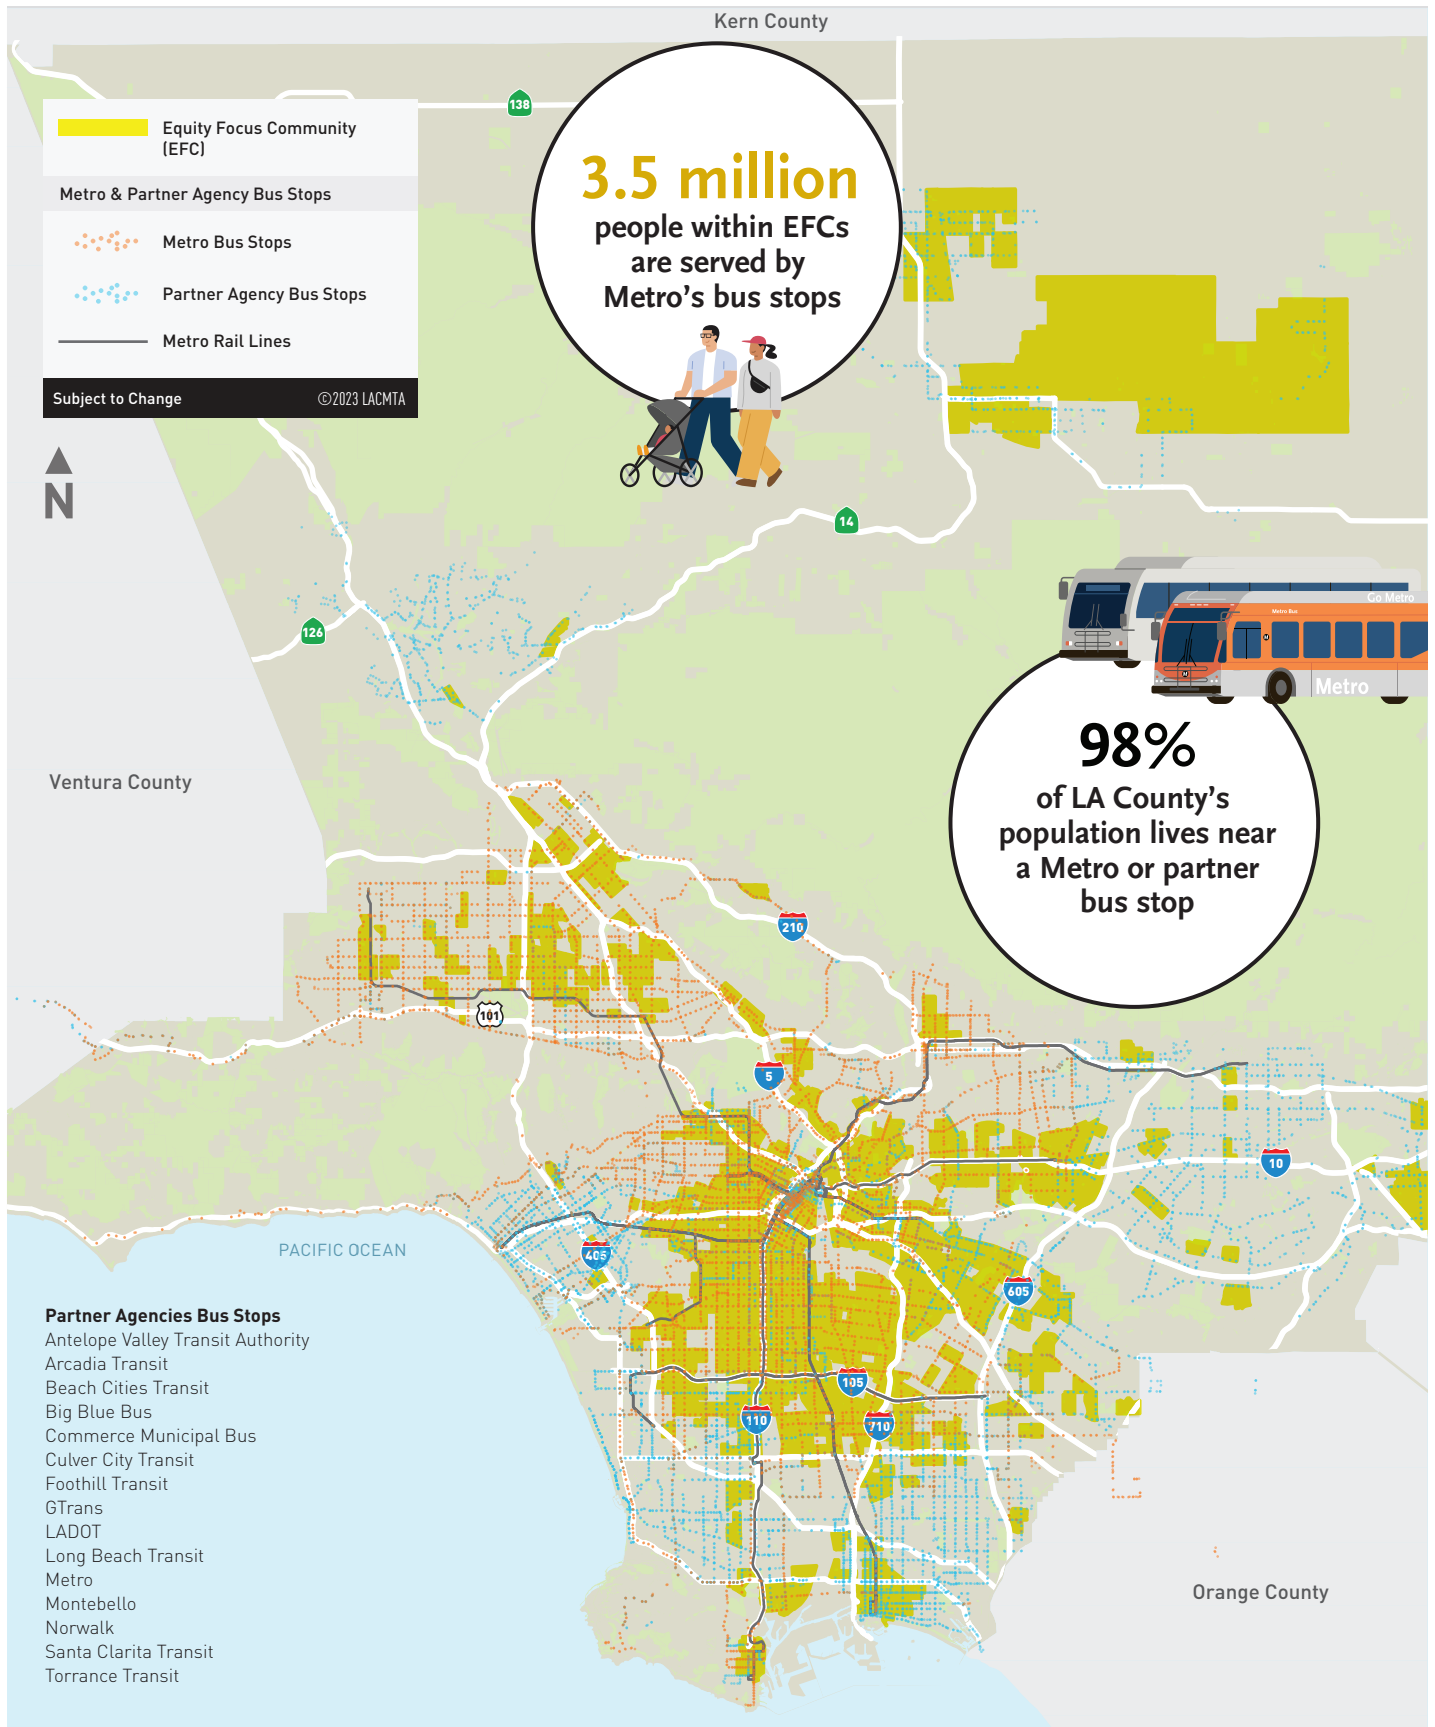 Kern County
138
Equity Focus Community
(EFC)
Metro & Partner Agency Bus Stops
Metro Bus Stops
Partner Agency Bus Stops
Metro Rail Lines
Subject to Change
©2023 LACMTA
3.5 million
people within EFCs
are served by
Metro's bus stops
N
14
126
Go Metro
Metro Bus
M
M
Metro
Ventura County
98%
of LA County's
population lives near
a Metro or partner
bus stop
210
101
5
10
PACIFIC OCEAN
405
605
105
110
710
Partner Agencies Bus Stops
Antelope Valley Transit Authority
Arcadia Transit
Beach Cities Transit
Big Blue Bus
Commerce Municipal Bus
Culver City Transit
Foothill Transit
GTrans
LADOT
Long Beach Transit
Metro
Montebello
Norwalk
Santa Clarita Transit
Torrance Transit
Orange County